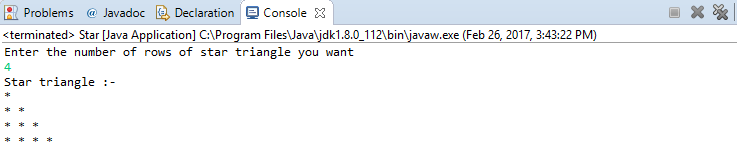 Problems @ Javadoc Declaration Console
<terminated> Star [Java Application] C:\Program Files\Java\jdk1.8.0_112\bin\javaw.exe (Feb 26, 2017, 3:43:22 PM)
Enter the number of rows of star triangle you want
4
Star triangle :-
*
* *
* * *
* * * *